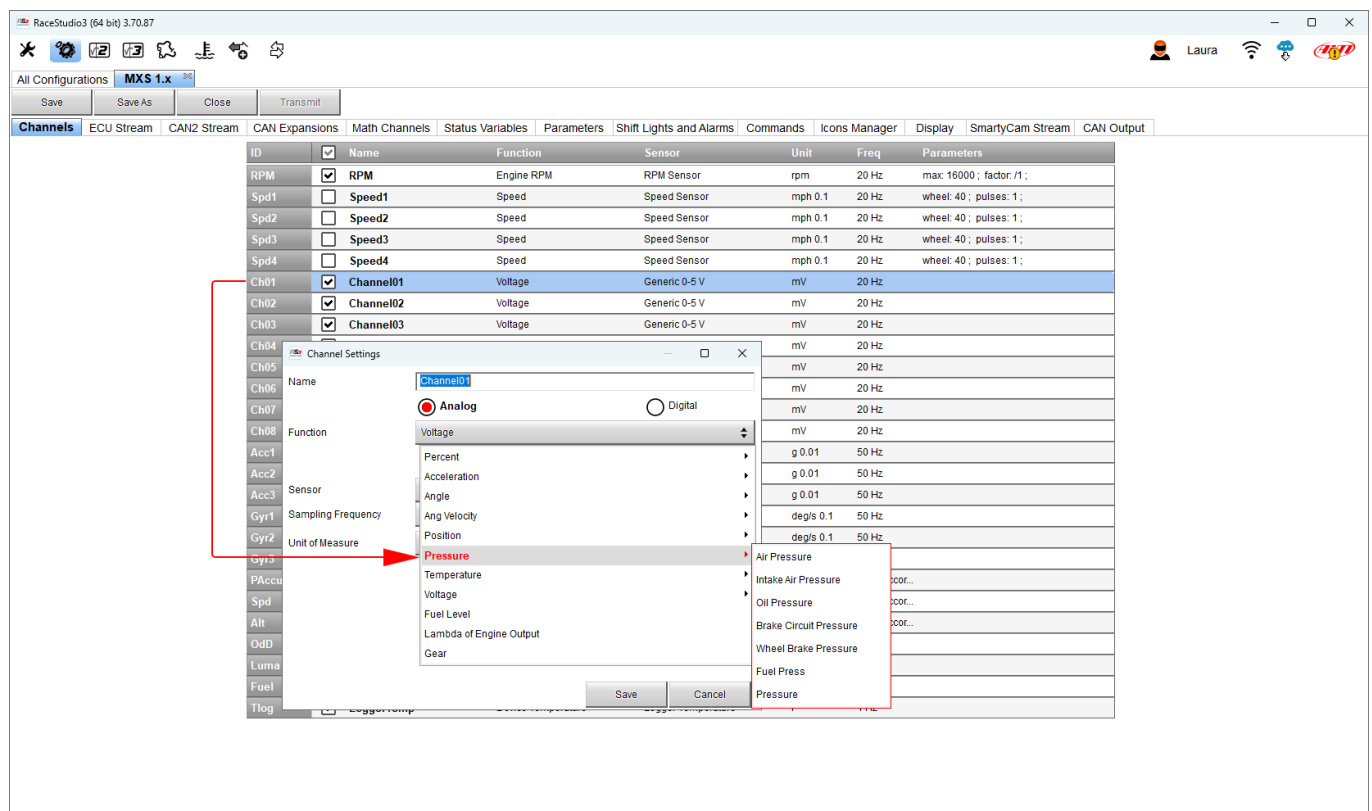 RaceStudio3 (64 bit) 3.70.87
Laura
All Configurations MXS 1.x
Save Save As Close Transmit
Channels ECU Stream CAN2 Stream CAN Expansions Math Channels Status Variables Parameters Shift Lights and Alarms Commands Icons Manager Display SmartyCam Stream CAN Output
ID Name Function Sensor Unit Freq Parameters
RPM RPM Engine RPM RPM Sensor rpm 20 Hz max: 16000 ; factor: /1 ;
Spd1 Speed1 Speed Speed Sensor mph 0.1 20 Hz wheel: 40 ; pulses: 1 ;
Spd2 Speed2 Speed Speed Sensor mph 0.1 20 Hz wheel: 40 ; pulses: 1 ;
Spd3 Speed3 Speed Speed Sensor mph 0.1 20 Hz wheel: 40 ; pulses: 1 ;
Spd4 Speed4 Speed Speed Sensor mph 0.1 20 Hz wheel: 40 ; pulses: 1 ;
Ch01 Channel01 Voltage Generic 0-5 V mV 20 Hz
Ch02 Channel02 Voltage Generic 0-5 V mV 20 Hz
Ch03 Channel03 Voltage Generic 0-5 V mV 20 Hz
Ch04 mV 20 Hz
Ch05 mV 20 Hz
Ch06 mV 20 Hz
Ch07 mV 20 Hz
Ch08 mV 20 Hz
Acc1 g 0.01 50 Hz
Acc2 g 0.01 50 Hz
Acc3 g 0.01 50 Hz
Gyr1 deg/s 0.1 50 Hz
Gyr2 deg/s 0.1 50 Hz
Gyr3
PAccu ccor...
Spd ccor...
Alt ccor...
OdD
Luma
Fuel
Tlog
Channel Settings
Name Channel01
Analog Digital
Function Voltage
Sensor
Sampling Frequency
Unit of Measure
Percent
Acceleration
Angle
Ang Velocity
Position
Pressure
Temperature
Voltage
Fuel Level
Lambda of Engine Output
Gear
Save Cancel
Air Pressure
Intake Air Pressure
Oil Pressure
Brake Circuit Pressure
Wheel Brake Pressure
Fuel Press
Pressure